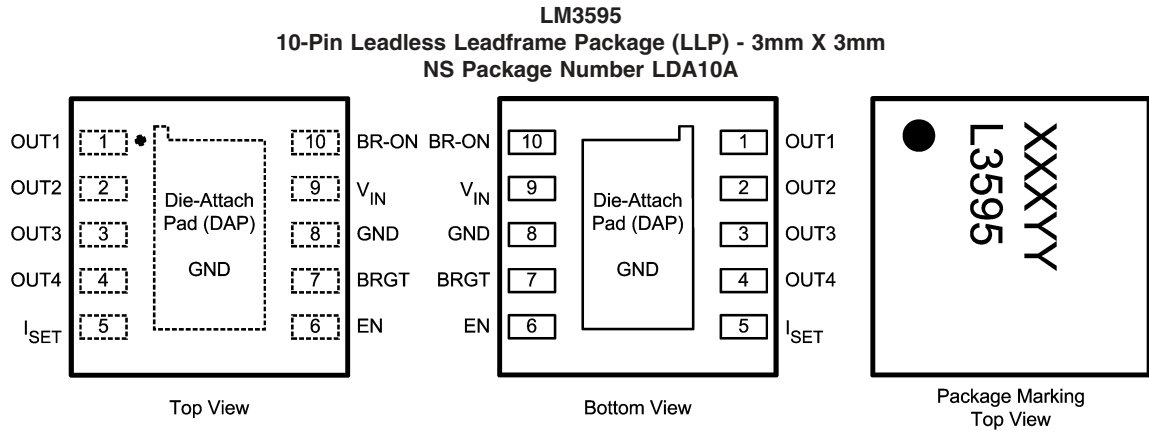 LM3595
10-Pin Leadless Leadframe Package (LLP) - 3mm X 3mm
NS Package Number LDA10A
OUT1 1 10 BR-ON
OUT2 2 9 VIN
OUT3 3 8 GND
OUT4 4 7 BRGT
ISET 5 6 EN
Die-Attach
Pad (DAP)
GND
Top View
BR-ON 10 1 OUT1
VIN 9 2 OUT2
GND 8 3 OUT3
BRGT 7 4 OUT4
EN 6 5 ISET
Die-Attach
Pad (DAP)
GND
Bottom View
XXXYY
L3595
Package Marking
Top View